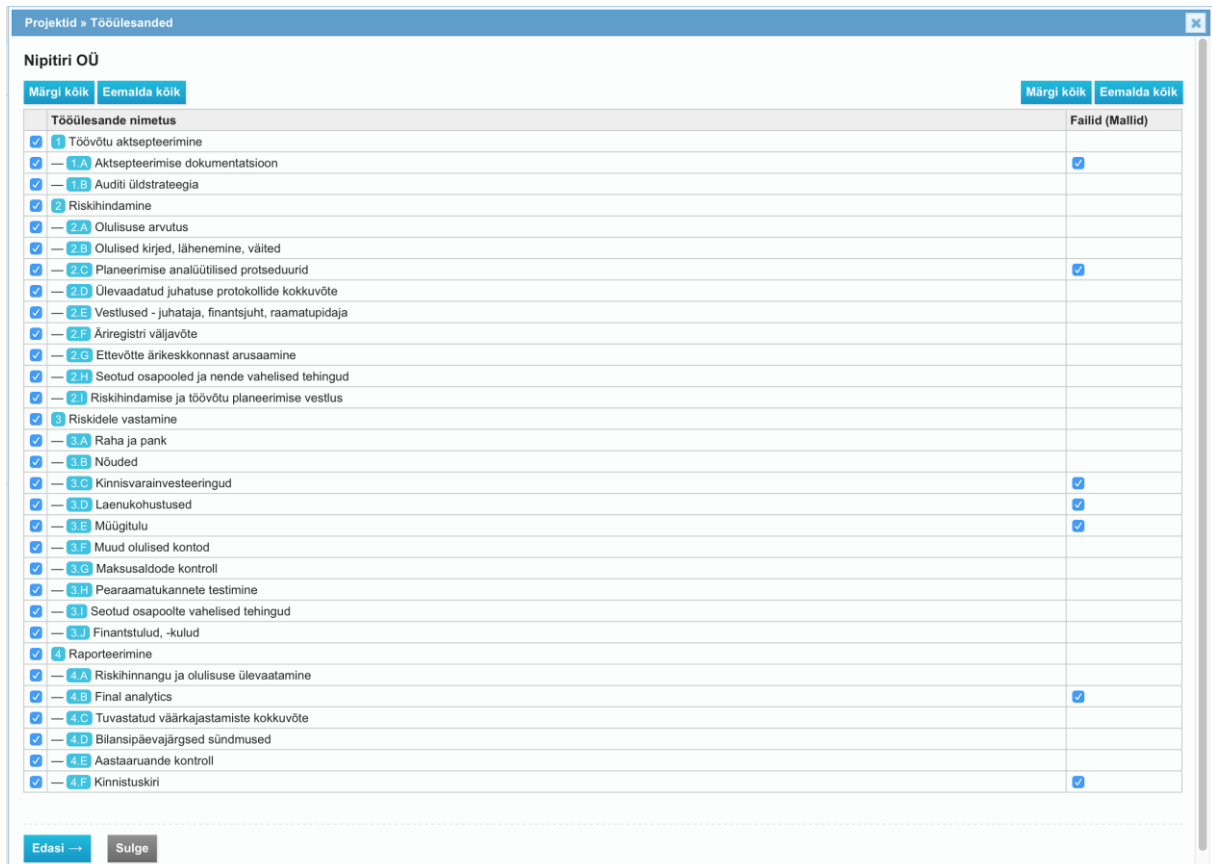 Projektid » Tööülesanded
Nipitiri OÜ
Märgi kõik Eemalda kõik Märgi kõik Eemalda kõik
Tööülesande nimetus Failid (Mallid)
1 Töövõtu aktsepteerimine
— 1.A Aktsepteerimise dokumentatsioon
— 1.B Auditi üldstrateegia
2 Riskihindamine
— 2.A Olulisuse arvutus
— 2.B Olulised kirjed, lähenemine, väited
— 2.C Planeerimise analüütilised protseduurid
— 2.D Ülevaadatud juhatuse protokollide kokkuvõte
— 2.E Vestlused - juhataja, finantsjuht, raamatupidaja
— 2.F Äriregistri väljavõte
— 2.G Ettevõtte ärikeskkonnast arusaamine
— 2.H Seotud osapooled ja nende vahelised tehingud
— 2.I Riskihindamise ja töövõtu planeerimise vestlus
3 Riskidele vastamine
— 3.A Raha ja pank
— 3.B Nõuded
— 3.C Kinnisvarainvesteeringud
— 3.D Laenukohustused
— 3.E Müügitulu
— 3.F Muud olulised kontod
— 3.G Maksusaldode kontroll
— 3.H Pearaamatukannete testimine
— 3.I Seotud osapoolte vahelised tehingud
— 3.J Finantstulud, -kulud
4 Raporteerimine
— 4.A Riskihinnangu ja olulisuse ülevaatamine
— 4.B Final analytics
— 4.C Tuvastatud väärkajastamiste kokkuvõte
— 4.D Bilansipäevajärgsed sündmused
— 4.E Aastaaruande kontroll
— 4.F Kinnistuskiri
Edasi → Sulge